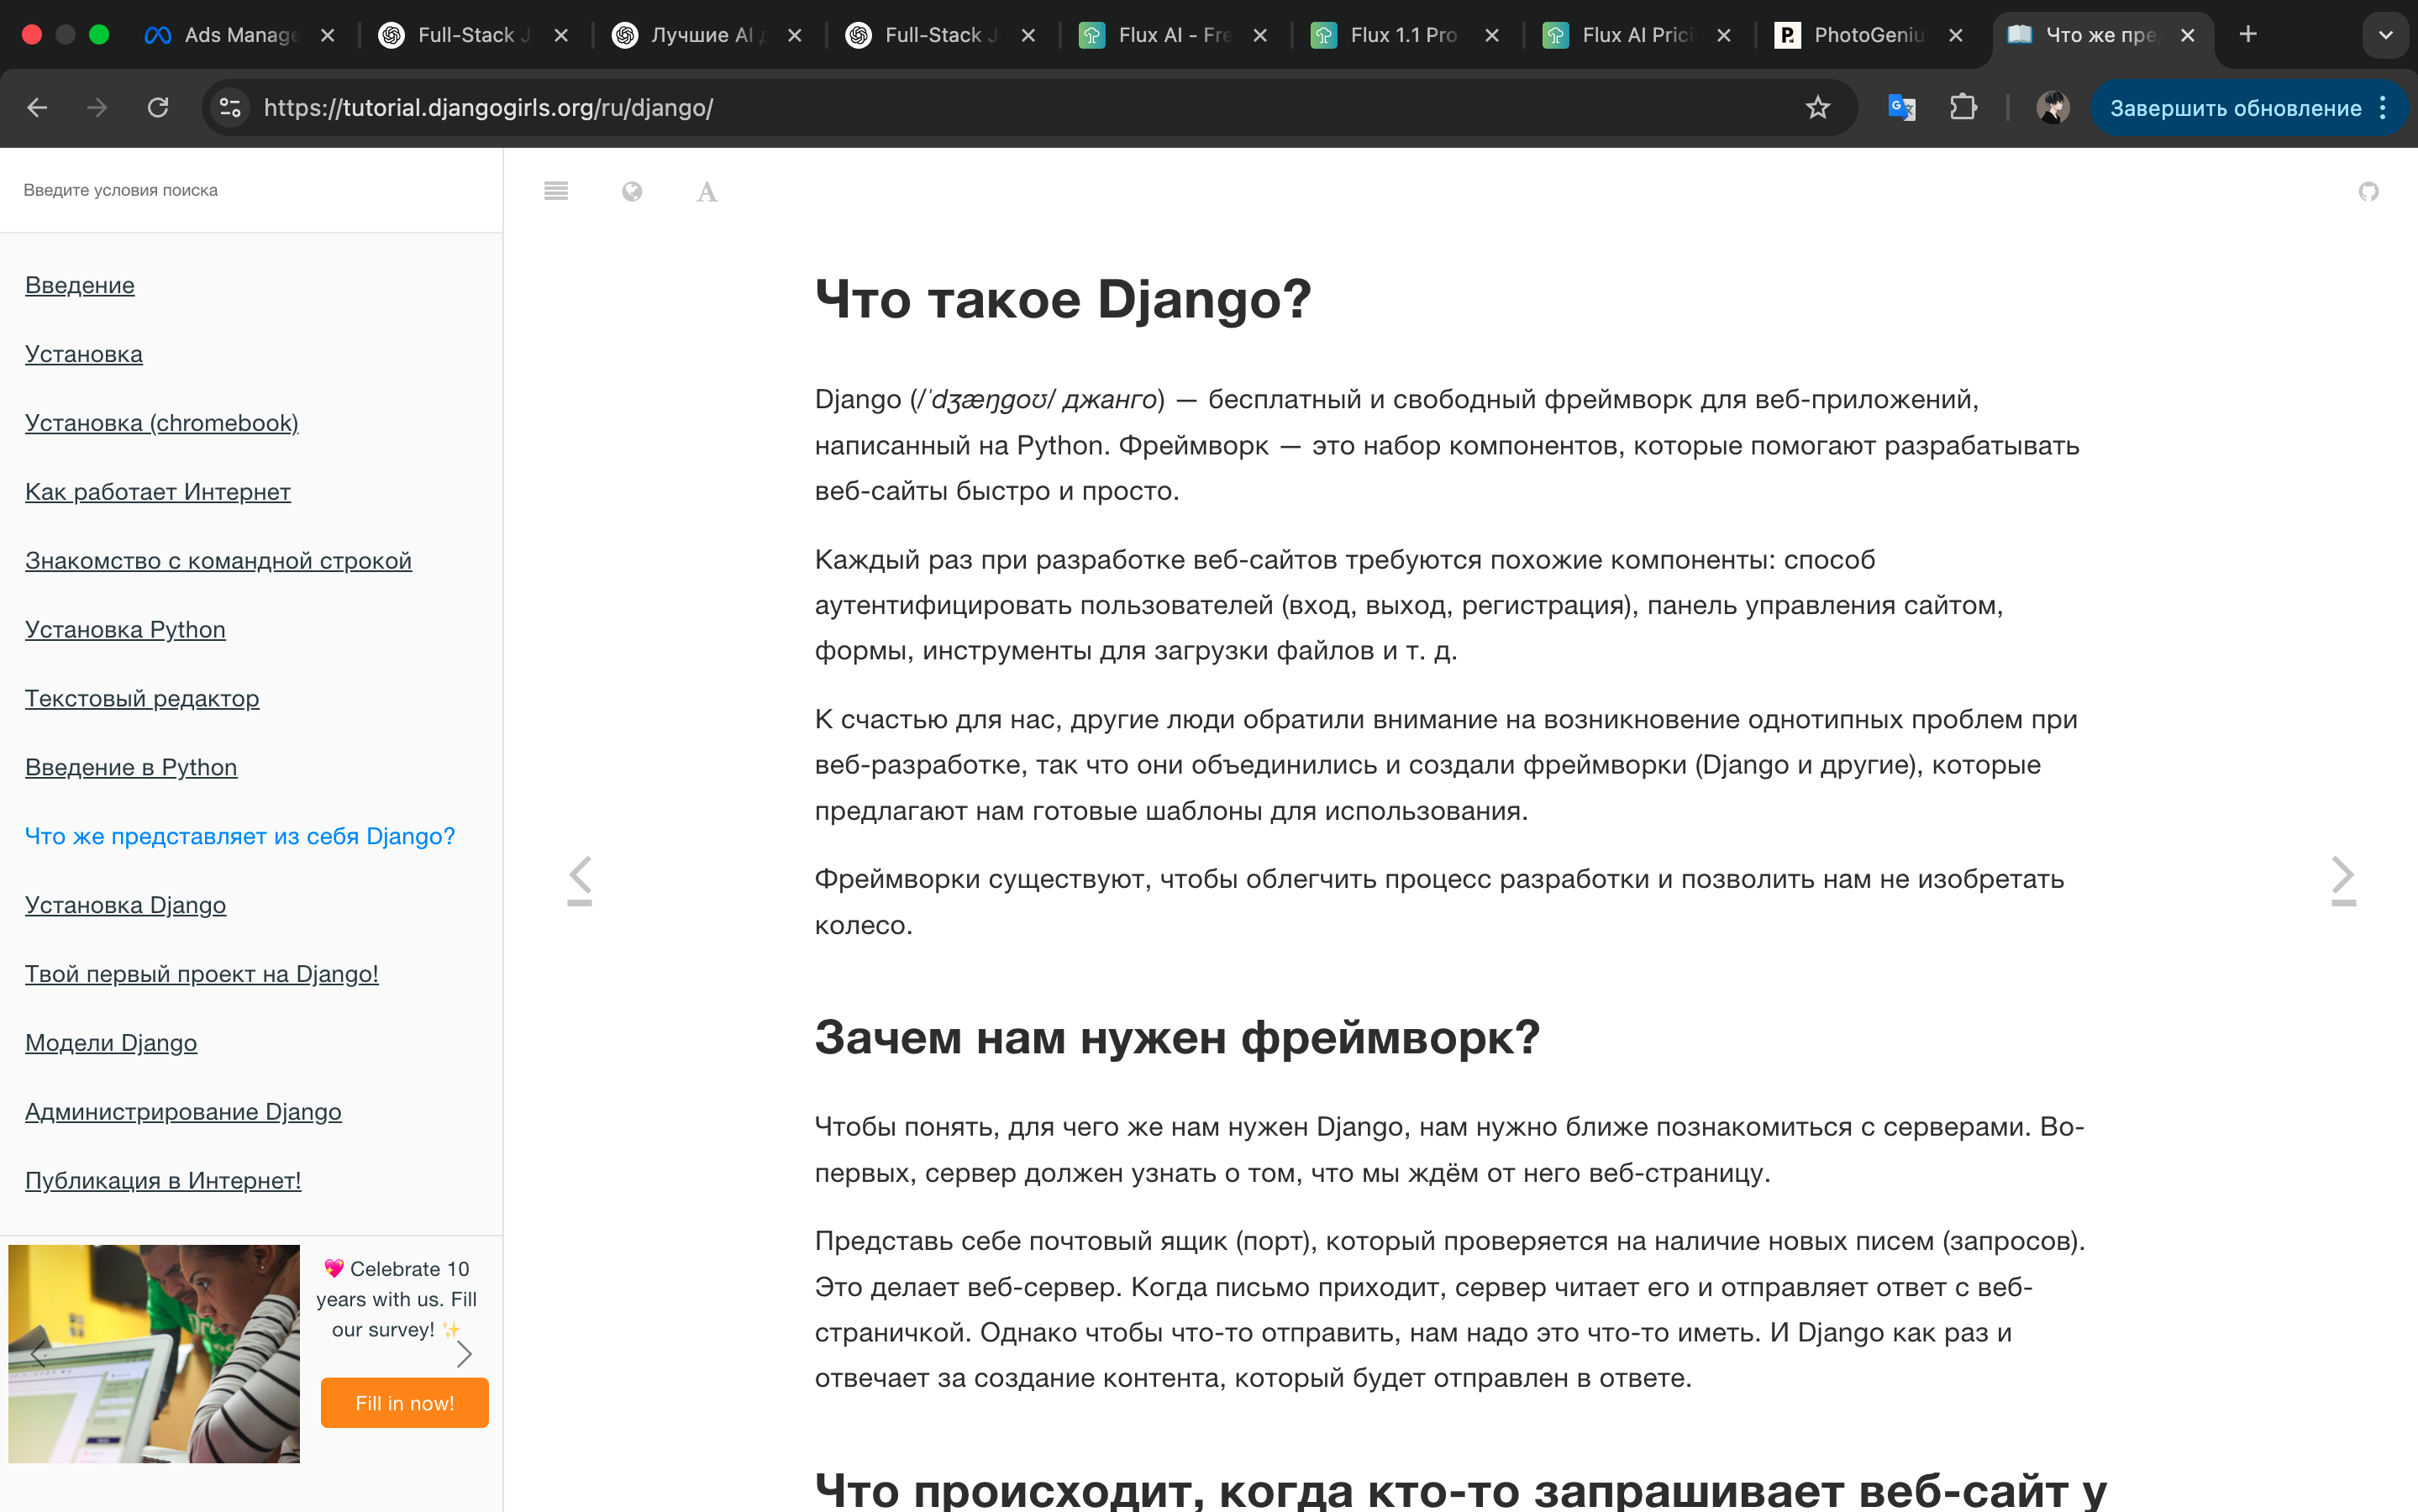 Ads Manage
Full-Stack J
Лучшие AI д
Full-Stack J
Flux AI - Fre
Flux 1.1 Pro
Flux AI Prici
PhotoGeniu
Что же пре
https://tutorial.djangogirls.org/ru/django/
Завершить обновление
Введите условия поиска
Введение
Установка
Установка (chromebook)
Как работает Интернет
Знакомство с командной строкой
Установка Python
Текстовый редактор
Введение в Python
Что же представляет из себя Django?
Установка Django
Твой первый проект на Django!
Модели Django
Администрирование Django
Публикация в Интернет!
💖 Celebrate 10
years with us. Fill
our survey! ✨
Fill in now!
Что такое Django?
Django (/ˈdʒæŋgoʊ/ джанго) — бесплатный и свободный фреймворк для веб-приложений,
написанный на Python. Фреймворк — это набор компонентов, которые помогают разрабатывать
веб-сайты быстро и просто.
Каждый раз при разработке веб-сайтов требуются похожие компоненты: способ
аутентифицировать пользователей (вход, выход, регистрация), панель управления сайтом,
формы, инструменты для загрузки файлов и т. д.
К счастью для нас, другие люди обратили внимание на возникновение однотипных проблем при
веб-разработке, так что они объединились и создали фреймворки (Django и другие), которые
предлагают нам готовые шаблоны для использования.
Фреймворки существуют, чтобы облегчить процесс разработки и позволить нам не изобретать
колесо.
Зачем нам нужен фреймворк?
Чтобы понять, для чего же нам нужен Django, нам нужно ближе познакомиться с серверами. Во-
первых, сервер должен узнать о том, что мы ждём от него веб-страницу.
Представь себе почтовый ящик (порт), который проверяется на наличие новых писем (запросов).
Это делает веб-сервер. Когда письмо приходит, сервер читает его и отправляет ответ с веб-
страничкой. Однако чтобы что-то отправить, нам надо это что-то иметь. И Django как раз и
отвечает за создание контента, который будет отправлен в ответе.
Что происходит, когда кто-то запрашивает веб-сайт у